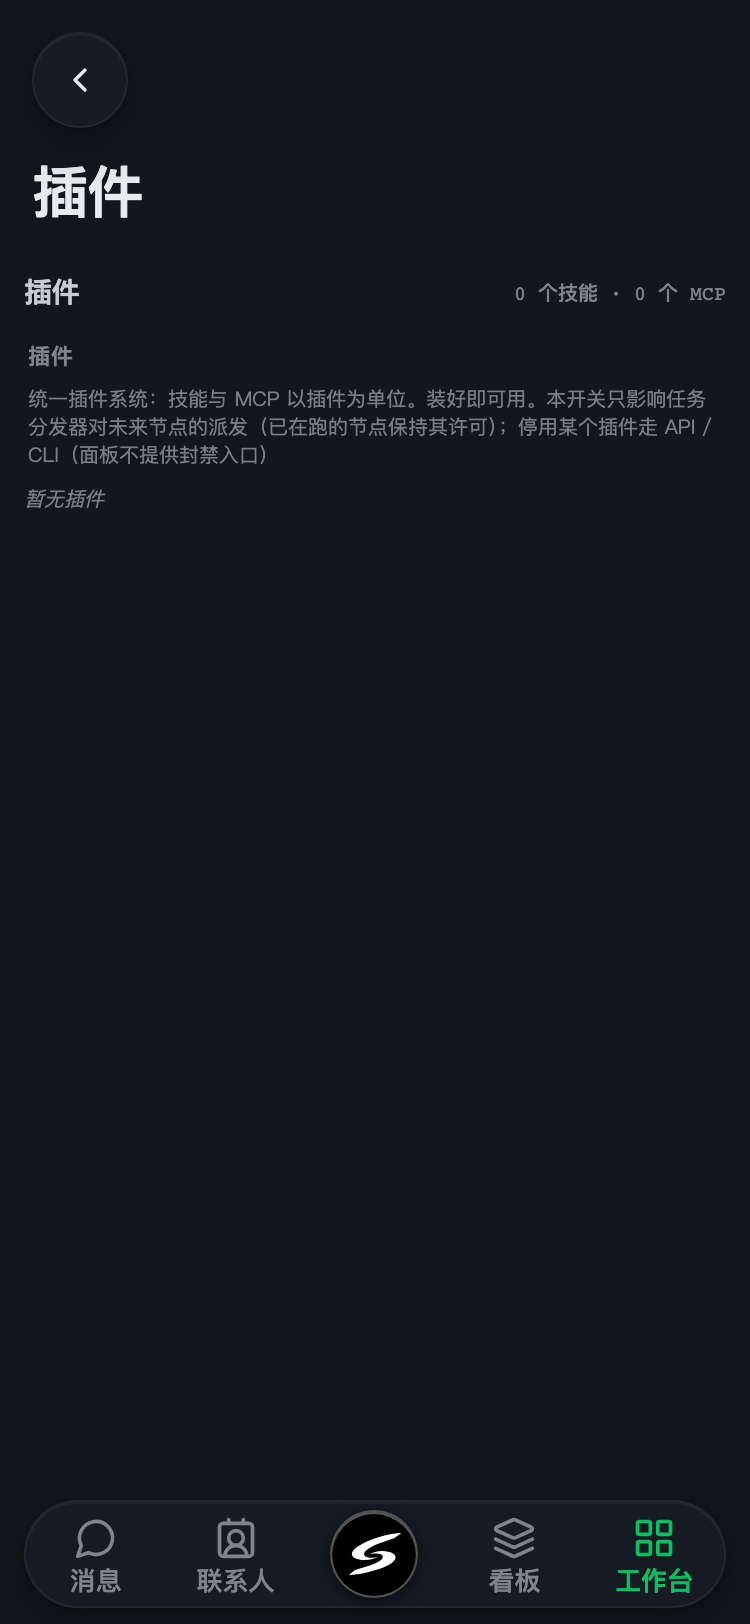 插件
插件
0 个技能 · 0 个 MCP
插件
统一插件系统：技能与 MCP 以插件为单位。装好即可用。本开关只影响任务
分发器对未来节点的派发（已在跑的节点保持其许可）；停用某个插件走 API /
CLI（面板不提供封禁入口）
暂无插件
消息
联系人
看板
工作台